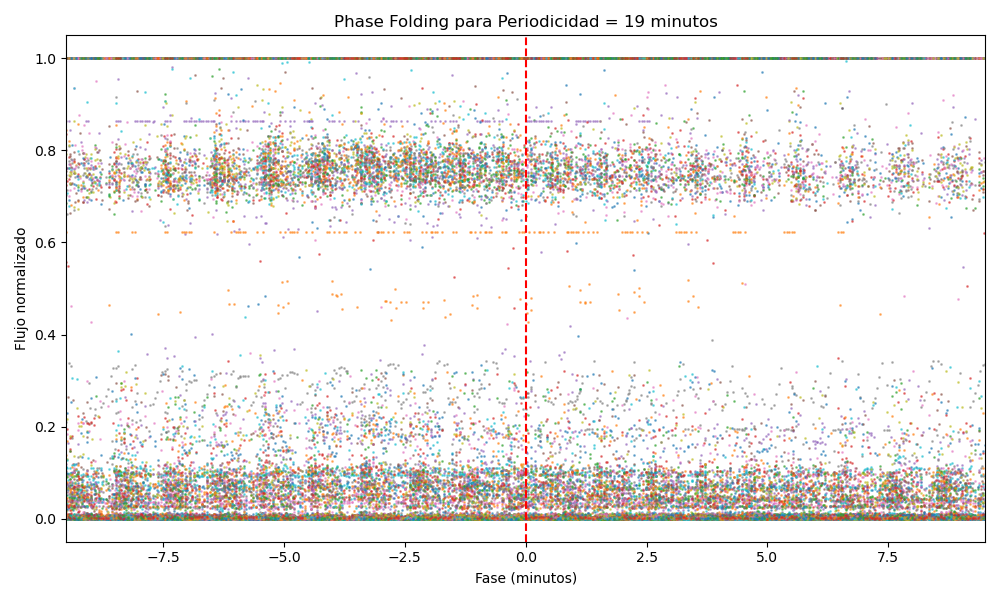 Phase Folding para Periodicidad = 19 minutos
Flujo normalizado
1.0
0.8
0.6
0.4
0.2
0.0
−7.5 −5.0 −2.5 0.0 2.5 5.0 7.5
Fase (minutos)